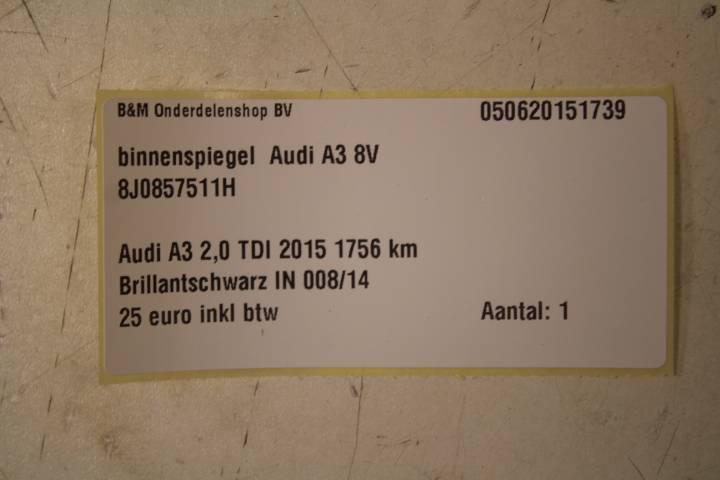 B&M Onderdelenshop BV 050620151739
binnenspiegel Audi A3 8V
8J0857511H
Audi A3 2,0 TDI 2015 1756 km
Brillantschwarz IN 008/14
25 euro inkl btw Aantal: 1